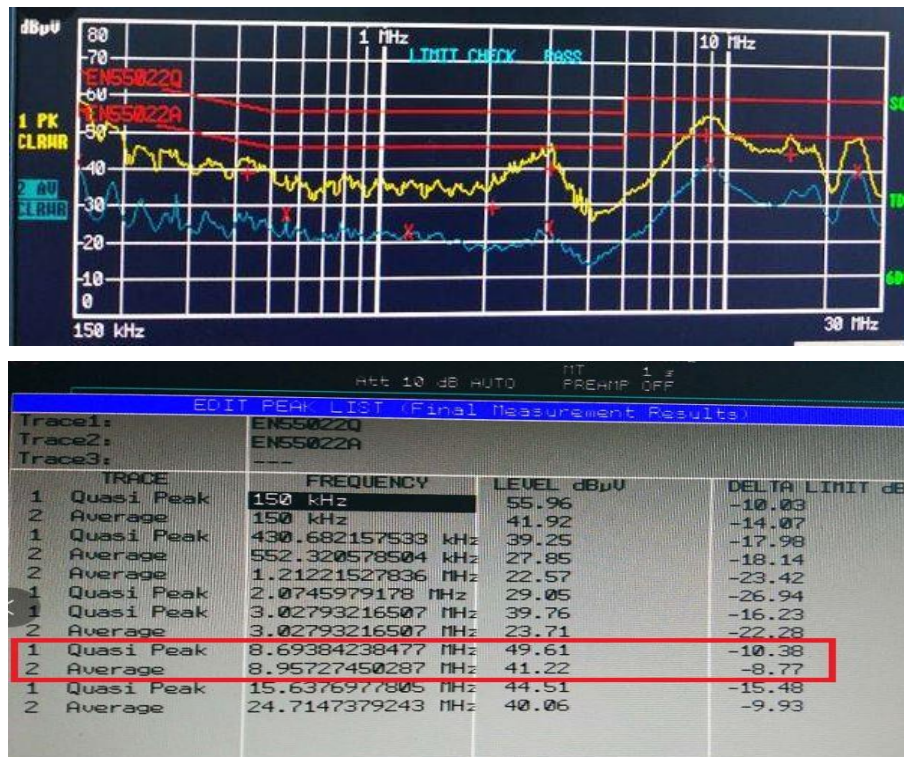 dBµV
80
1 MHz
10 MHz
70
LIMIT CHECK PASS
EN55022Q
60
1 PK
CLRWR
EN55022A
50
40
2 AV
CLRWR
30
20
10
0
150 kHz
30 MHz
SG
TD
6D
Att 10 dB AUTO
MT 1 s
PREAMP OFF
EDIT PEAK LIST (Final Measurement Results)
Trace1: EN55022Q
Trace2: EN55022A
Trace3: ---
TRACE FREQUENCY LEVEL dBµV DELTA LIMIT dB
1 Quasi Peak 150 kHz 55.96 -10.03
2 Average 150 kHz 41.92 -14.07
1 Quasi Peak 430.682157533 kHz 39.25 -17.98
2 Average 552.320578504 kHz 27.85 -18.14
2 Average 1.21221527836 MHz 22.57 -23.42
1 Quasi Peak 2.0745979178 MHz 29.05 -26.94
1 Quasi Peak 3.02793216507 MHz 39.76 -16.23
2 Average 3.02793216507 MHz 23.71 -22.28
1 Quasi Peak 8.69384238477 MHz 49.61 -10.38
2 Average 8.95727450287 MHz 41.22 -8.77
1 Quasi Peak 15.6376977805 MHz 44.51 -15.48
2 Average 24.7147379243 MHz 40.06 -9.93